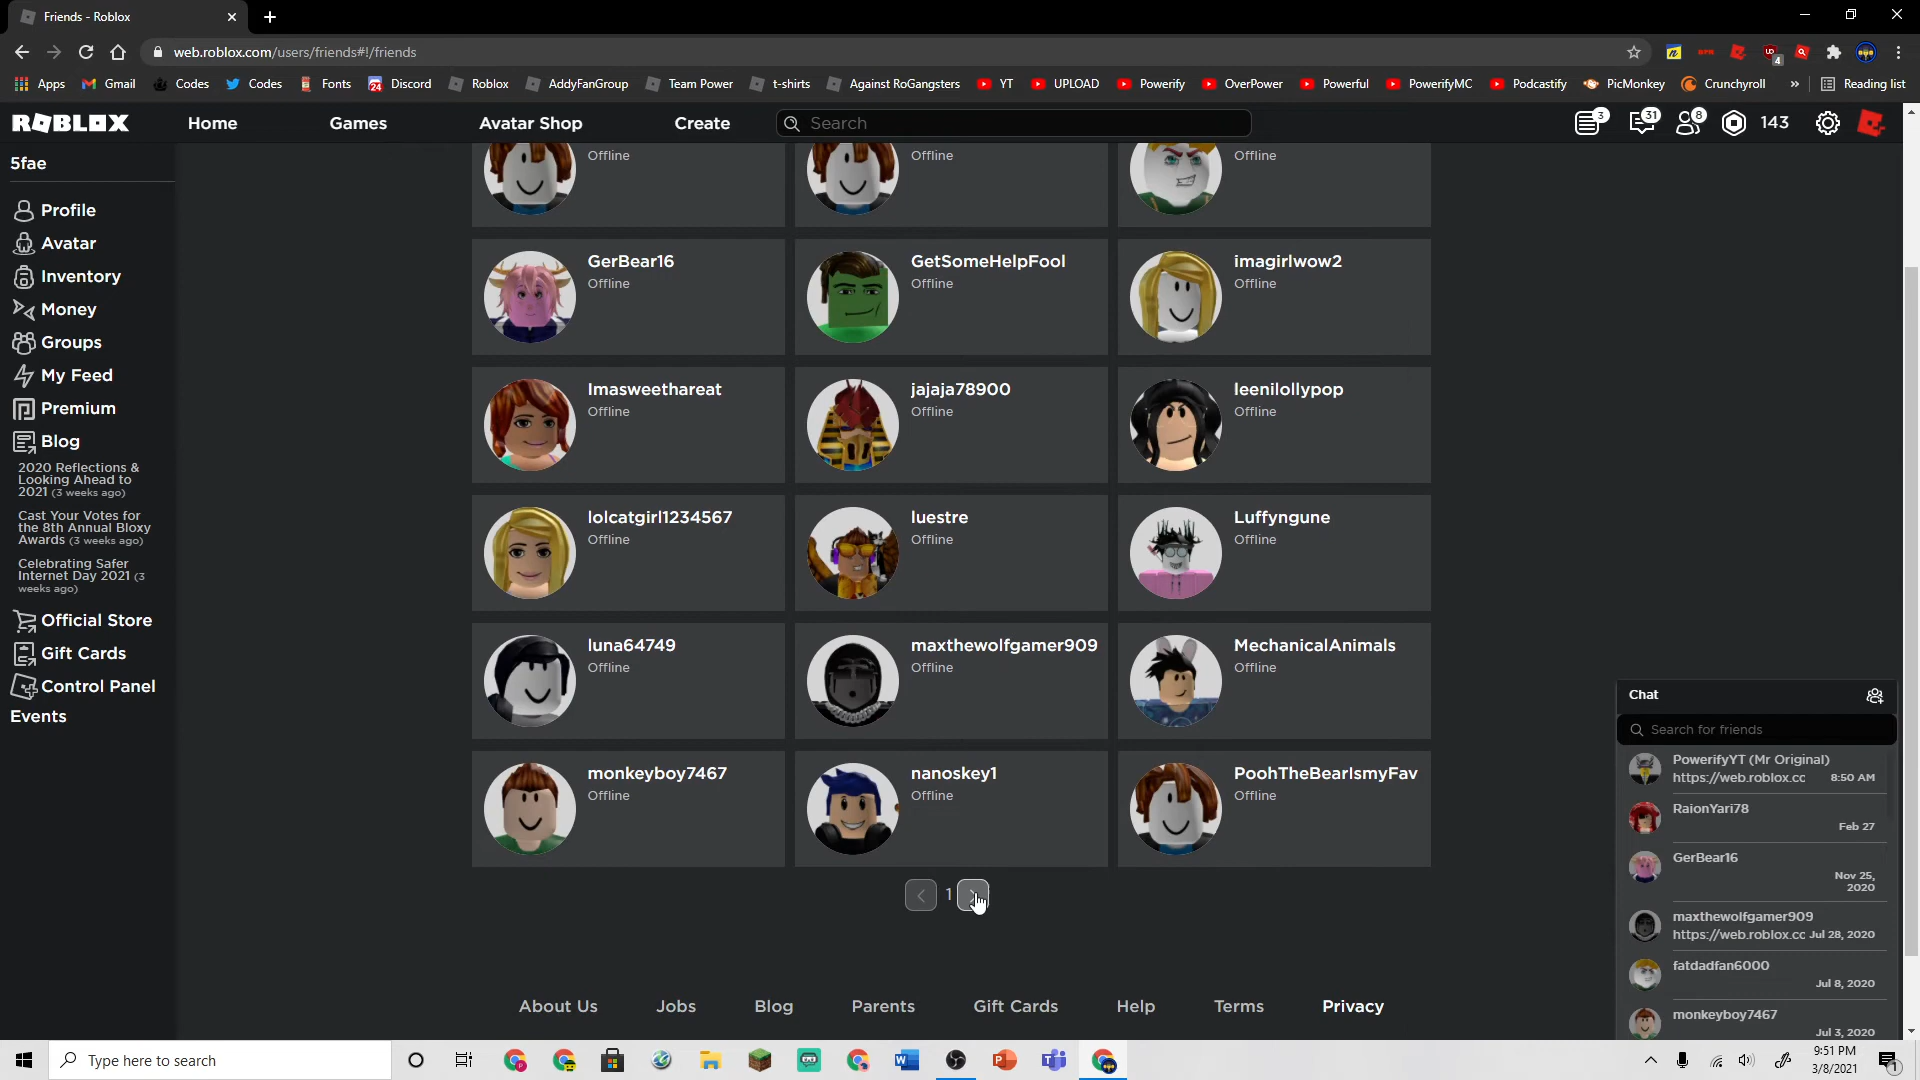 Friends - Roblox
web.roblox.com/users/friends#!/friends
4
Apps
Gmail
Codes
Codes
Fonts
24
Discord
Roblox
AddyFanGroup
Team Power
t-shirts
Against RoGangsters
YT
UPLOAD
Powerify
OverPower
Powerful
PowerifyMC
Podcastify
PicMonkey
Crunchyroll
»
Reading list
ROBLOX
Home
Games
Avatar Shop
Create
Search
3
31
8
143
5fae
Profile
Avatar
Inventory
Money
Groups
My Feed
Premium
Blog
2020 Reflections &
Looking Ahead to
2021 (3 weeks ago)
Cast Your Votes for
the 8th Annual Bloxy
Awards (3 weeks ago)
Celebrating Safer
Internet Day 2021 (3
weeks ago)
Official Store
Gift Cards
Control Panel
Events
Offline
Offline
Offline
GerBear16
Offline
GetSomeHelpFool
Offline
imagirlwow2
Offline
Imasweethareat
Offline
jajaja78900
Offline
leenilollypop
Offline
lolcatgirl1234567
Offline
luestre
Offline
Luffyngune
Offline
luna64749
Offline
maxthewolfgamer909
Offline
MechanicalAnimals
Offline
monkeyboy7467
Offline
nanoskey1
Offline
PoohTheBearIsmyFav
Offline
1
About Us
Jobs
Blog
Parents
Gift Cards
Help
Terms
Privacy
Chat
Search for friends
PowerifyYT (Mr Original)
https://web.roblox.cc 8:50 AM
RaionYari78
Feb 27
GerBear16
Nov 25,
2020
maxthewolfgamer909
https://web.roblox.cc Jul 28, 2020
fatdadfan6000
Jul 8, 2020
monkeyboy7467
Jul 3, 2020
Type here to search
9:51 PM
3/8/2021
1